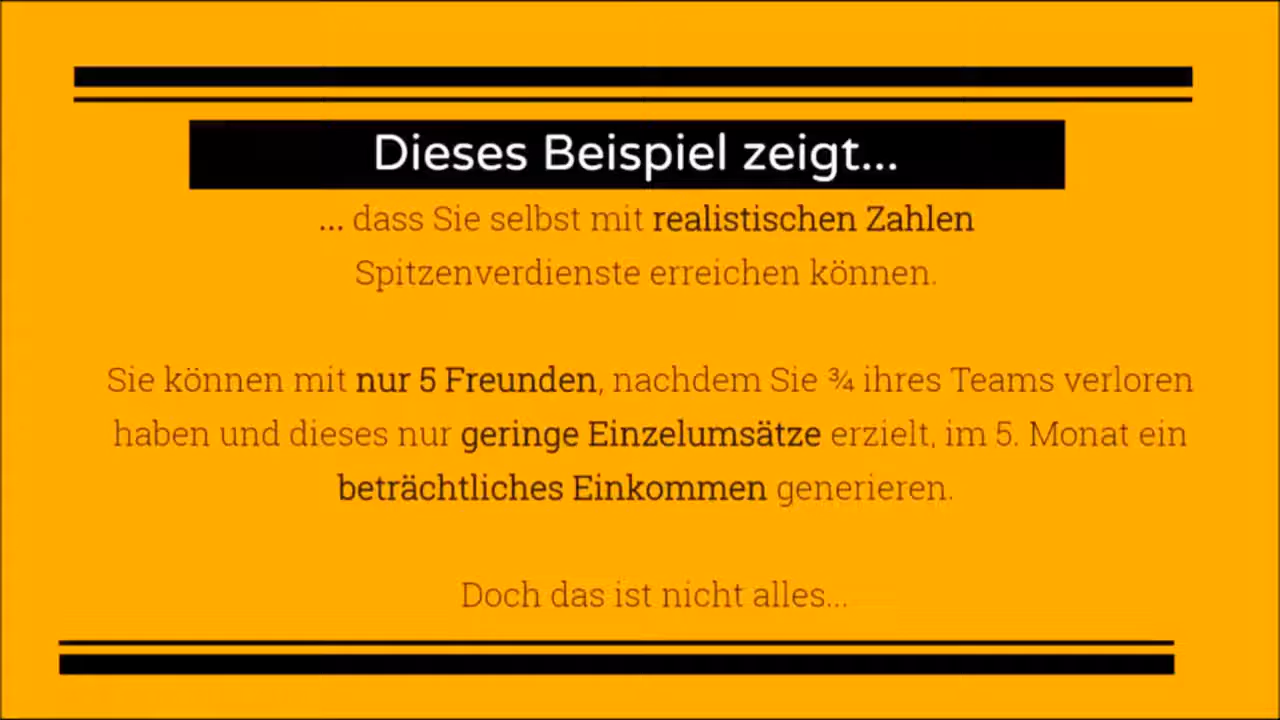 Dieses Beispiel zeigt...
... dass Sie selbst mit realistischen Zahlen
Spitzenverdienste erreichen können.
Sie können mit nur 5 Freunden, nachdem Sie ¾ ihres Teams verloren
haben und dieses nur geringe Einzelumsätze erzielt, im 5. Monat ein
beträchtliches Einkommen generieren.
Doch das ist nicht alles...